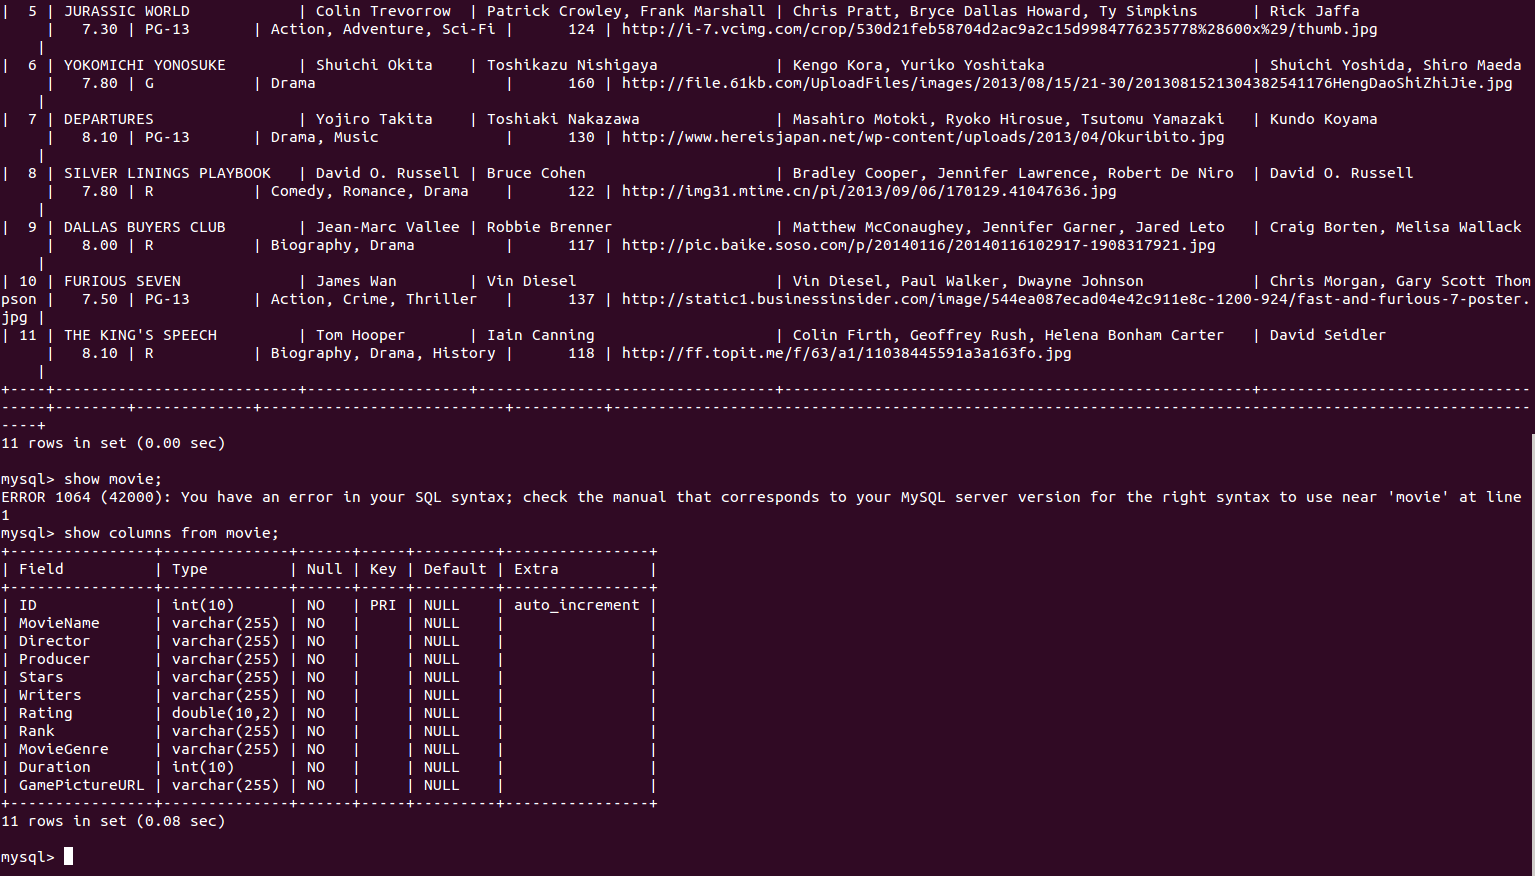 |  5 | JURASSIC WORLD            | Colin Trevorrow  | Patrick Crowley, Frank Marshall | Chris Pratt, Bryce Dallas Howard, Ty Simpkins      | Rick Jaffa
     |   7.30 | PG-13       | Action, Adventure, Sci-Fi |      124 | http://i-7.vcimg.com/crop/530d21feb58704d2ac9a2c15d9984776235778%28600x%29/thumb.jpg
    |
|  6 | YOKOMICHI YONOSUKE        | Shuichi Okita    | Toshikazu Nishigaya             | Kengo Kora, Yuriko Yoshitaka                       | Shuichi Yoshida, Shiro Maeda
     |   7.80 | G           | Drama                     |      160 | http://file.61kb.com/UploadFiles/images/2013/08/15/21-30/2013081521304382541176HengDaoShiZhiJie.jpg
    |
|  7 | DEPARTURES                | Yojiro Takita    | Toshiaki Nakazawa               | Masahiro Motoki, Ryoko Hirosue, Tsutomu Yamazaki   | Kundo Koyama
     |   8.10 | PG-13       | Drama, Music              |      130 | http://www.hereisjapan.net/wp-content/uploads/2013/04/Okuribito.jpg
    |
|  8 | SILVER LININGS PLAYBOOK   | David O. Russell | Bruce Cohen                     | Bradley Cooper, Jennifer Lawrence, Robert De Niro  | David O. Russell
     |   7.80 | R           | Comedy, Romance, Drama    |      122 | http://img31.mtime.cn/pi/2013/09/06/170129.41047636.jpg
    |
|  9 | DALLAS BUYERS CLUB        | Jean-Marc Vallee | Robbie Brenner                  | Matthew McConaughey, Jennifer Garner, Jared Leto   | Craig Borten, Melisa Wallack
     |   8.00 | R           | Biography, Drama          |      117 | http://pic.baike.soso.com/p/20140116/20140116102917-1908317921.jpg
    |
| 10 | FURIOUS SEVEN             | James Wan        | Vin Diesel                      | Vin Diesel, Paul Walker, Dwayne Johnson            | Chris Morgan, Gary Scott Thom
pson |   7.50 | PG-13       | Action, Crime, Thriller   |      137 | http://static1.businessinsider.com/image/544ea087ecad04e42c911e8c-1200-924/fast-and-furious-7-poster.
jpg |
| 11 | THE KING'S SPEECH         | Tom Hooper       | Iain Canning                    | Colin Firth, Geoffrey Rush, Helena Bonham Carter   | David Seidler
     |   8.10 | R           | Biography, Drama, History |      118 | http://ff.topit.me/f/63/a1/11038445591a3a163fo.jpg
    |
+----+---------------------------+------------------+---------------------------------+----------------------------------------------------+------------------------------
-----+--------+-------------+---------------------------+----------+------------------------------------------------------------------------------------------------------
----+
11 rows in set (0.00 sec)
mysql> show movie;
ERROR 1064 (42000): You have an error in your SQL syntax; check the manual that corresponds to your MySQL server version for the right syntax to use near 'movie' at line
1
mysql> show columns from movie;
+----------------+--------------+------+-----+---------+----------------+
| Field          | Type         | Null | Key | Default | Extra          |
+----------------+--------------+------+-----+---------+----------------+
| ID             | int(10)      | NO   | PRI | NULL    | auto_increment |
| MovieName      | varchar(255) | NO   |     | NULL    |                |
| Director       | varchar(255) | NO   |     | NULL    |                |
| Producer       | varchar(255) | NO   |     | NULL    |                |
| Stars          | varchar(255) | NO   |     | NULL    |                |
| Writers        | varchar(255) | NO   |     | NULL    |                |
| Rating         | double(10,2) | NO   |     | NULL    |                |
| Rank           | varchar(255) | NO   |     | NULL    |                |
| MovieGenre     | varchar(255) | NO   |     | NULL    |                |
| Duration       | int(10)      | NO   |     | NULL    |                |
| GamePictureURL | varchar(255) | NO   |     | NULL    |                |
+----------------+--------------+------+-----+---------+----------------+
11 rows in set (0.08 sec)
mysql>